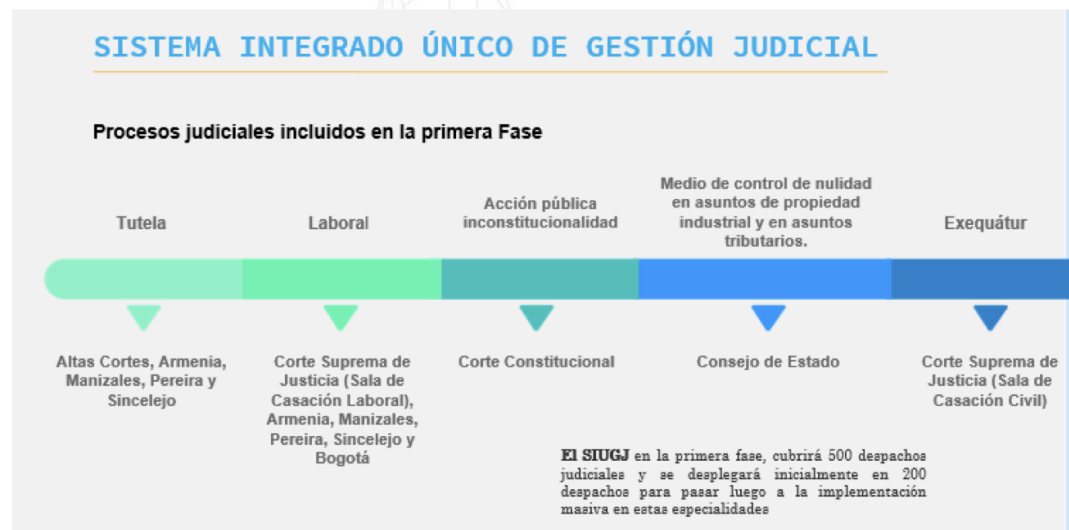 SISTEMA INTEGRADO ÚNICO DE GESTIÓN JUDICIAL
Procesos judiciales incluidos en la primera Fase
Tutela
Laboral
Acción pública
inconstitucionalidad
Medio de control de nulidad
en asuntos de propiedad
industrial y en asuntos
tributarios.
Exequátur
Altas Cortes, Armenia,
Manizales, Pereira y
Sincelejo
Corte Suprema de
Justicia (Sala de
Casación Laboral),
Armenia, Manizales,
Pereira, Sincelejo y
Bogotá
Corte Constitucional
Consejo de Estado
Corte Suprema de
Justicia (Sala de
Casación Civil)
El SIUGJ en la primera fase, cubrirá 500 despachos
judiciales y se desplegará inicialmente en 200
despachos para pasar luego a la implementación
masiva en estas especialidades